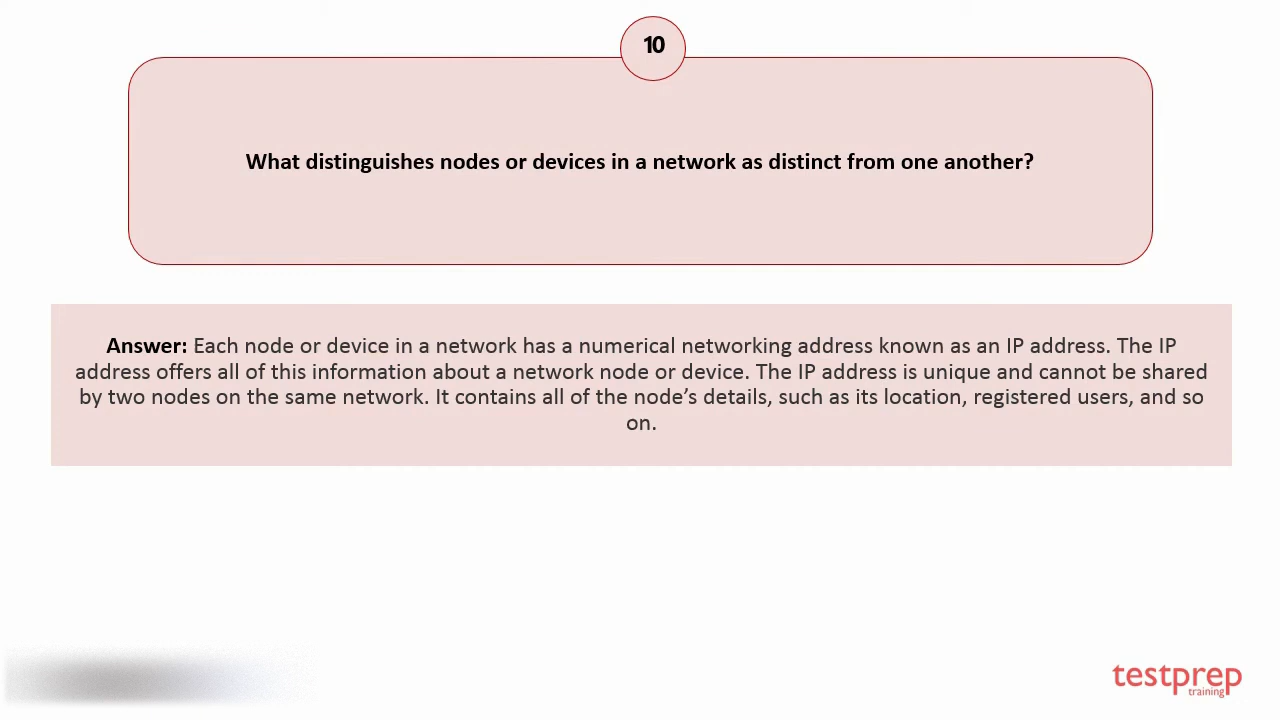 10
What distinguishes nodes or devices in a network as distinct from one another?
Answer: Each node or device in a network has a numerical networking address known as an IP address. The IP
address offers all of this information about a network node or device. The IP address is unique and cannot be shared
by two nodes on the same network. It contains all of the node’s details, such as its location, registered users, and so
on.
testprep
training